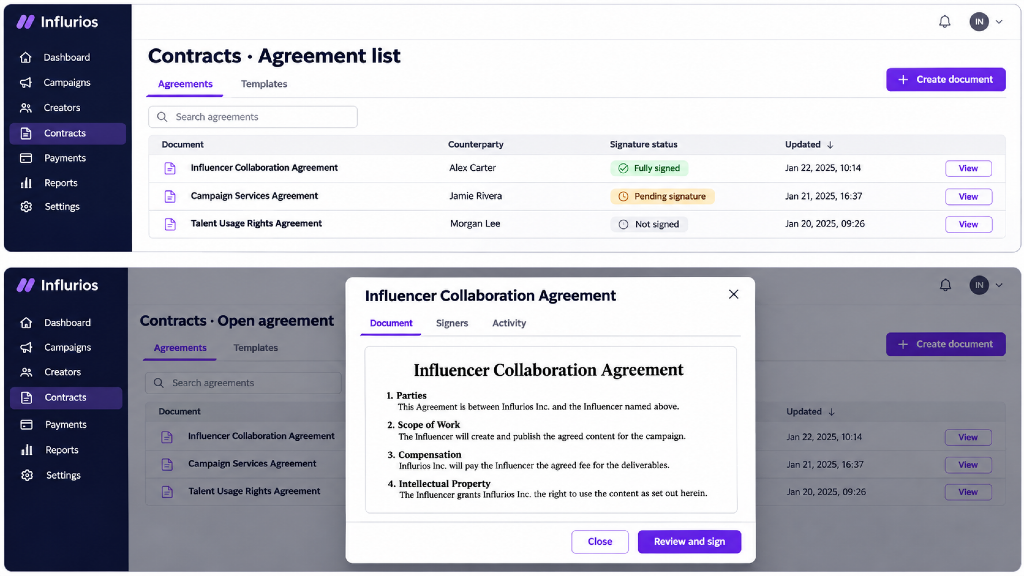 Influrios
Dashboard
Campaigns
Creators
Contracts
Payments
Reports
Settings
IN
Contracts · Agreement list
Agreements Templates
+ Create document
Search agreements
Document Counterparty Signature status Updated ↓
Influencer Collaboration Agreement Alex Carter Fully signed Jan 22, 2025, 10:14 View
Campaign Services Agreement Jamie Rivera Pending signature Jan 21, 2025, 16:37 View
Talent Usage Rights Agreement Morgan Lee Not signed Jan 20, 2025, 09:26 View
Influrios
Dashboard
Campaigns
Creators
Contracts
Payments
Reports
Settings
IN
Contracts · Open agreement
Agreements Templates
+ Create document
Search agreements
Document Updated ↓
Influencer Collaboration Agreement Jan 22, 2025, 10:14 View
Campaign Services Agreement Jan 21, 2025, 16:37 View
Talent Usage Rights Agreement Jan 20, 2025, 09:26 View
Influencer Collaboration Agreement
Document Signers Activity
Influencer Collaboration Agreement
1. Parties
This Agreement is between Influrios Inc. and the Influencer named above.
2. Scope of Work
The Influencer will create and publish the agreed content for the campaign.
3. Compensation
Influrios Inc. will pay the Influencer the agreed fee for the deliverables.
4. Intellectual Property
The Influencer grants Influrios Inc. the right to use the content as set out herein.
Close Review and sign